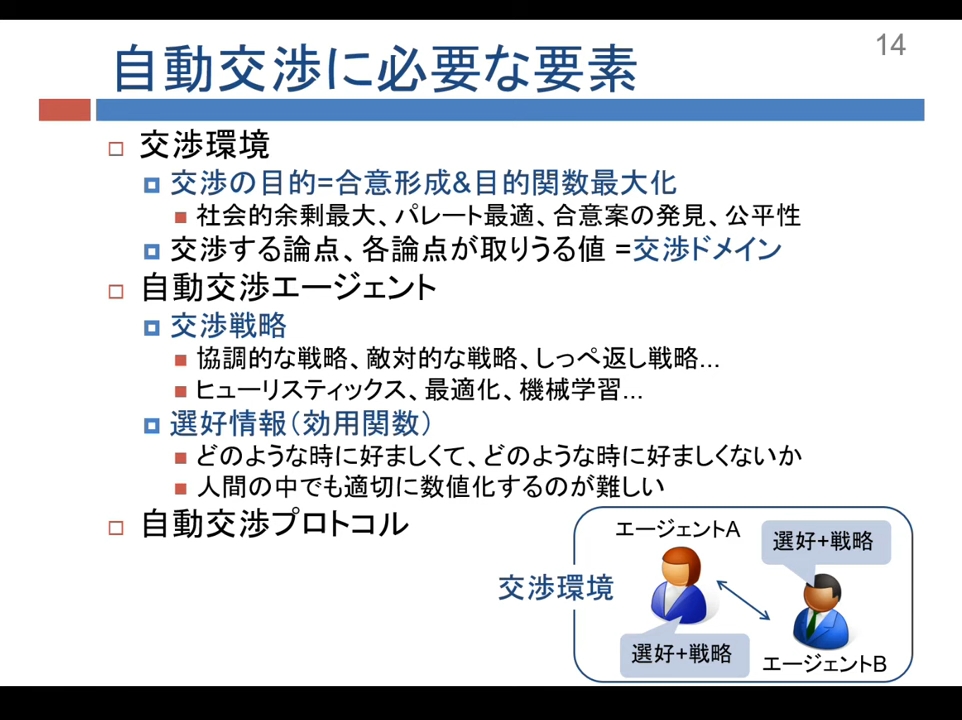 14
自動交渉に必要な要素
交渉環境
交渉の目的=合意形成&目的関数最大化
社会的余剰最大、パレート最適、合意案の発見、公平性
交渉する論点、各論点が取りうる値 =交渉ドメイン
自動交渉エージェント
交渉戦略
協調的な戦略、敵対的な戦略、しっぺ返し戦略...
ヒューリスティックス、最適化、機械学習...
選好情報（効用関数）
どのような時に好ましくて、どのような時に好ましくないか
人間の中でも適切に数値化するのが難しい
自動交渉プロトコル
エージェントA
選好+戦略
交渉環境
選好+戦略
エージェントB